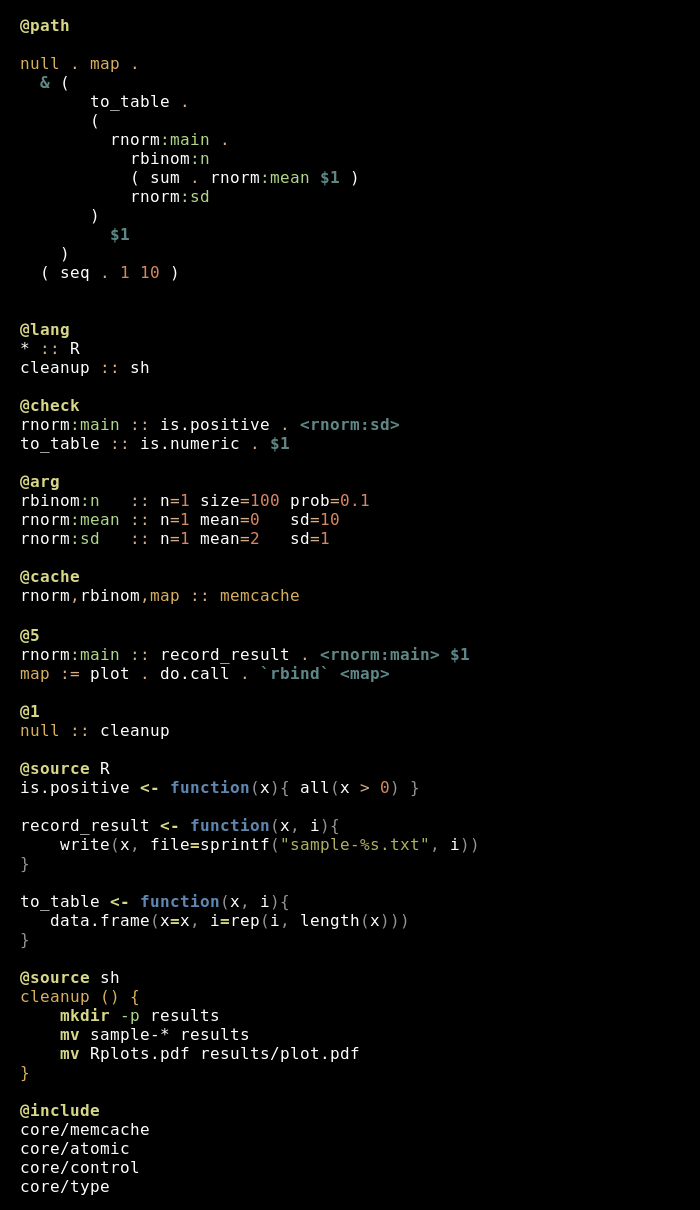 @path
null . map .
  & (
       to_table .
       (
         rnorm:main .
           rbinom:n
           ( sum . rnorm:mean $1 )
           rnorm:sd
       )
         $1
    )
  ( seq . 1 10 )
@lang
* :: R
cleanup :: sh
@check
rnorm:main :: is.positive . <rnorm:sd>
to_table :: is.numeric . $1
@arg
rbinom:n   :: n=1 size=100 prob=0.1
rnorm:mean :: n=1 mean=0   sd=10
rnorm:sd   :: n=1 mean=2   sd=1
@cache
rnorm,rbinom,map :: memcache
@5
rnorm:main :: record_result . <rnorm:main> $1
map := plot . do.call . `rbind` <map>
@1
null :: cleanup
@source R
is.positive <- function(x){ all(x > 0) }
record_result <- function(x, i){
    write(x, file=sprintf("sample-%s.txt", i))
}
to_table <- function(x, i){
   data.frame(x=x, i=rep(i, length(x)))
}
@source sh
cleanup () {
    mkdir -p results
    mv sample-* results
    mv Rplots.pdf results/plot.pdf
}
@include
core/memcache
core/atomic
core/control
core/type